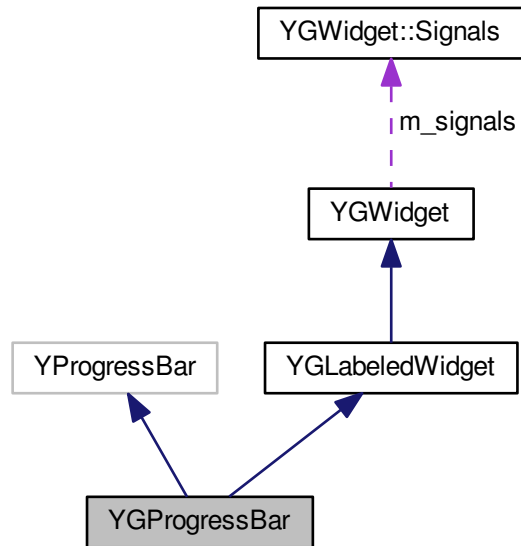 YGWidget::Signals
m_signals
YGWidget
YProgressBar
YGLabeledWidget
YGProgressBar